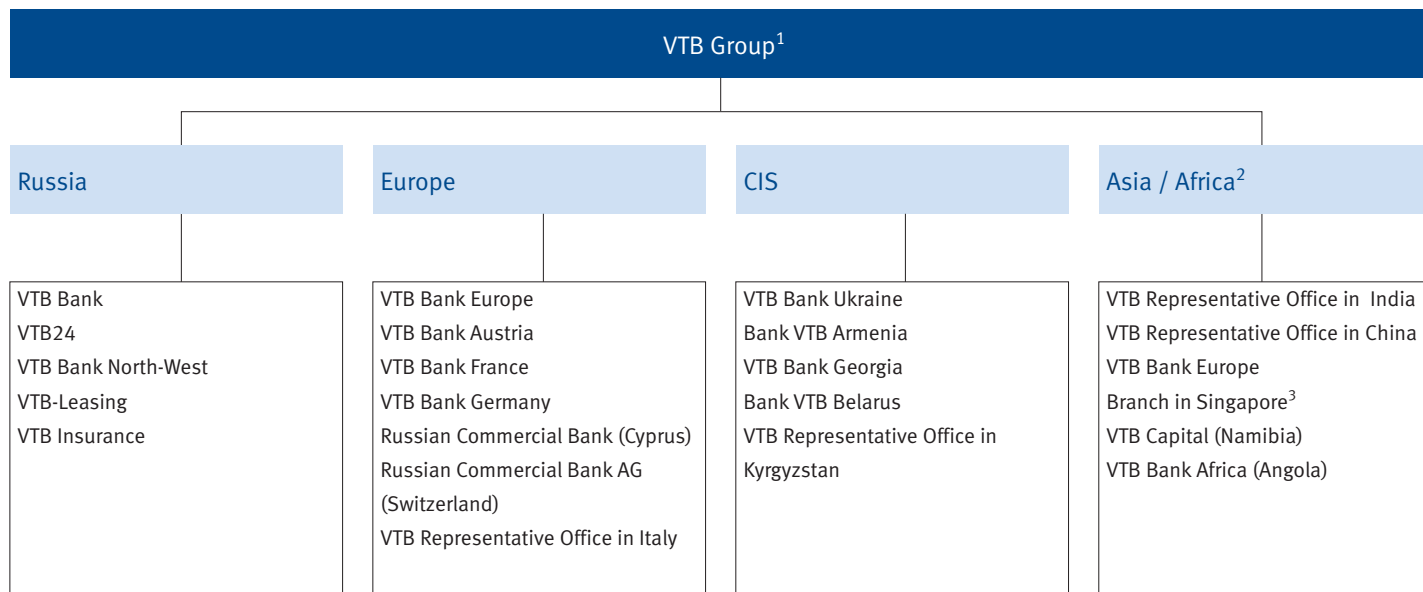 VTB Group1
Russia
Europe
CIS
Asia / Africa2
VTB Bank
VTB24
VTB Bank North-West
VTB-Leasing
VTB Insurance
VTB Bank Europe
VTB Bank Austria
VTB Bank France
VTB Bank Germany
Russian Commercial Bank (Cyprus)
Russian Commercial Bank AG
(Switzerland)
VTB Representative Office in Italy
VTB Bank Ukraine
Bank VTB Armenia
VTB Bank Georgia
Bank VTB Belarus
VTB Representative Office in
Kyrgyzstan
VTB Representative Office in India
VTB Representative Office in China
VTB Bank Europe
Branch in Singapore3
VTB Capital (Namibia)
VTB Bank Africa (Angola)